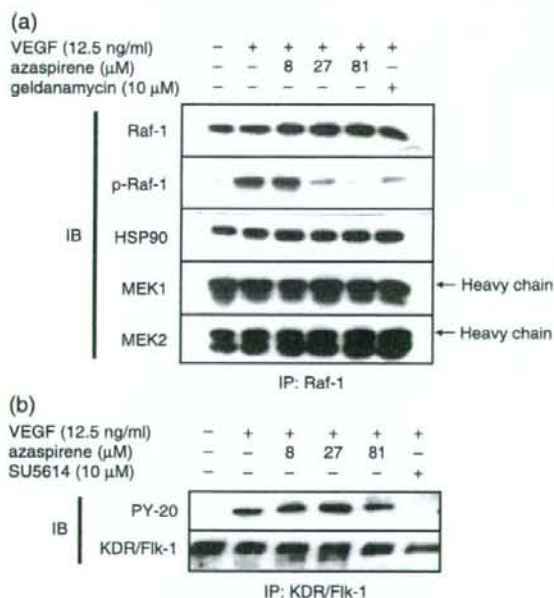 (a)
VEGF (12.5 ng/ml) – + + + + +
azaspirene (μM) – – 8 27 81 –
geldanamycin (10 μM) – – – – – +
Raf-1
p-Raf-1
IB HSP90
MEK1 ← Heavy chain
MEK2 ← Heavy chain
IP: Raf-1
(b)
VEGF (12.5 ng/ml) – + + + + +
azaspirene (μM) – – 8 27 81 –
SU5614 (10 μM) – – – – – +
IB PY-20
KDR/Flk-1
IP: KDR/Flk-1